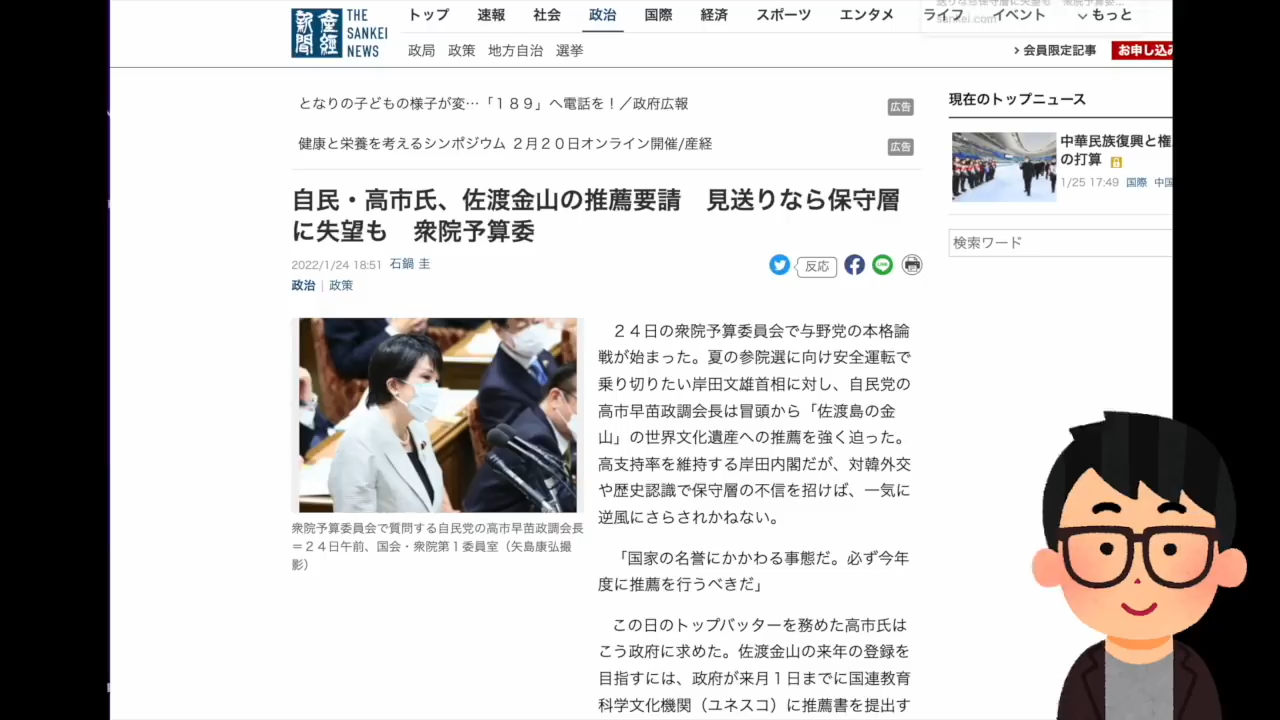 産經新聞
THE SANKEI NEWS
トップ 速報 社会 政治 国際 経済 スポーツ エンタメ ライフ イベント もっと
sankei.com
政局 政策 地方自治 選挙
会員限定記事 お申し込み
となりの子どもの様子が変…「１８９」へ電話を！／政府広報
広告
健康と栄養を考えるシンポジウム ２月２０日オンライン開催/産経
広告
自民・高市氏、佐渡金山の推薦要請　見送りなら保守層
に失望も　衆院予算委
2022/1/24 18:51 石鍋 圭
反応
政治 | 政策
衆院予算委員会で質問する自民党の高市早苗政調会長
＝２４日午前、国会・衆院第１委員室（矢島康弘撮
影）
２４日の衆院予算委員会で与野党の本格論
戦が始まった。夏の参院選に向け安全運転で
乗り切りたい岸田文雄首相に対し、自民党の
高市早苗政調会長は冒頭から「佐渡島の金
山」の世界文化遺産への推薦を強く迫った。
高支持率を維持する岸田内閣だが、対韓外交
や歴史認識で保守層の不信を招けば、一気に
逆風にさらされかねない。
「国家の名誉にかかわる事態だ。必ず今年
度に推薦を行うべきだ」
この日のトップバッターを務めた高市氏は
こう政府に求めた。佐渡金山の来年の登録を
目指すには、政府が来月１日までに国連教育
科学文化機関（ユネスコ）に推薦書を提出す
現在のトップニュース
中華民族復興と権
の打算
1/25 17:49 国際 中国
検索ワード